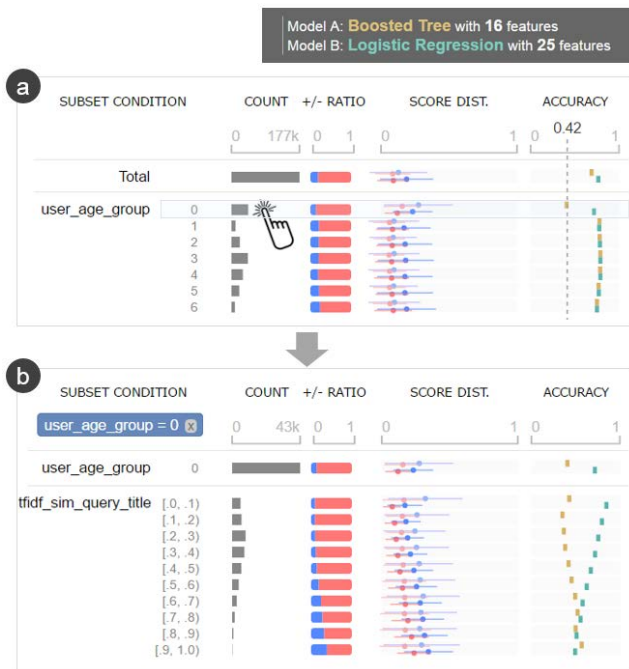 Model A: Boosted Tree with 16 features
Model B: Logistic Regression with 25 features
a
SUBSET CONDITION COUNT +/- RATIO SCORE DIST. ACCURACY
0.42
0 177k 0 1 0 1 0 1
Total
user_age_group 0
1
2
3
4
5
6
b
SUBSET CONDITION COUNT +/- RATIO SCORE DIST. ACCURACY
user_age_group = 0 x
0 43k 0 1 0 1 0 1
user_age_group 0
tfidf_sim_query_title [.0, .1)
[.1, .2)
[.2, .3)
[.3, .4)
[.4, .5)
[.5, .6)
[.6, .7)
[.7, .8)
[.8, .9)
[.9, 1.0)